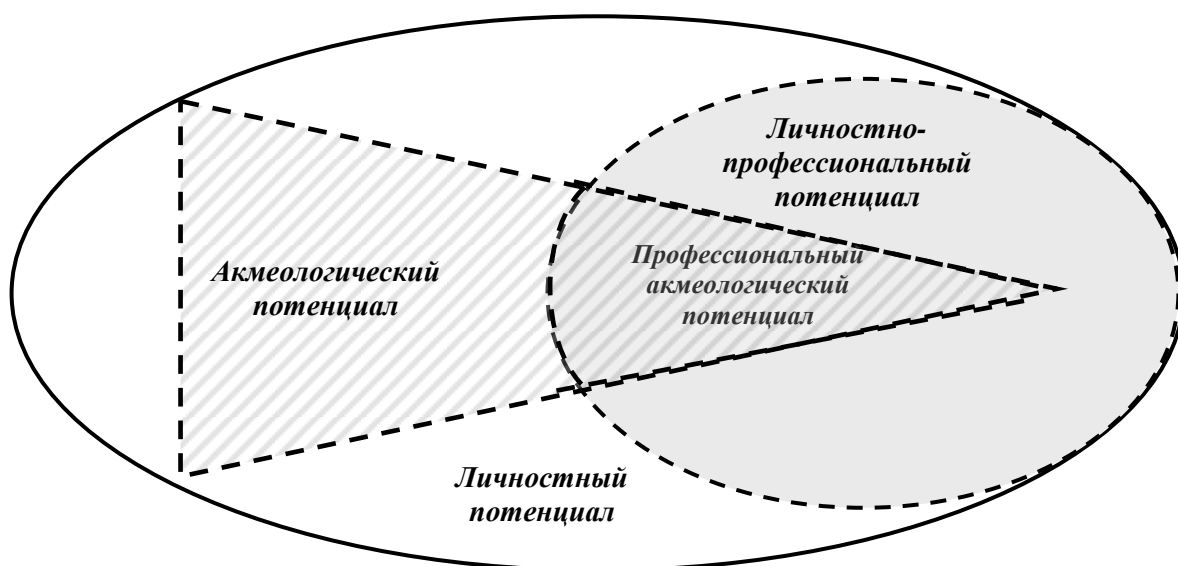 Личностно-
профессиональный
потенциал
Акмеологический
потенциал
Профессиональный
акмеологический
потенциал
Личностный
потенциал